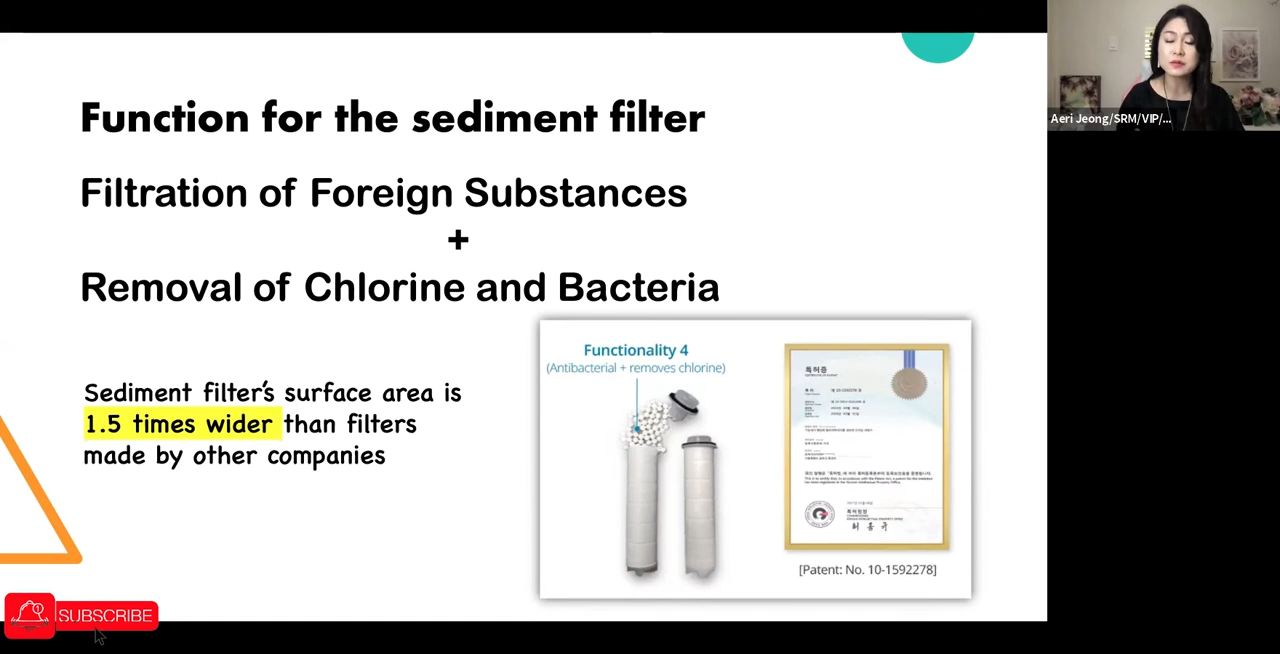 Function for the sediment filter
Filtration of Foreign Substances
+
Removal of Chlorine and Bacteria
Sediment filter's surface area is
1.5 times wider than filters
made by other companies
Functionality 4
(Antibacterial + removes chlorine)
특허증
[Patent: No. 10-1592278]
Aeri Jeong/SRM/VIP/...
SUBSCRIBE